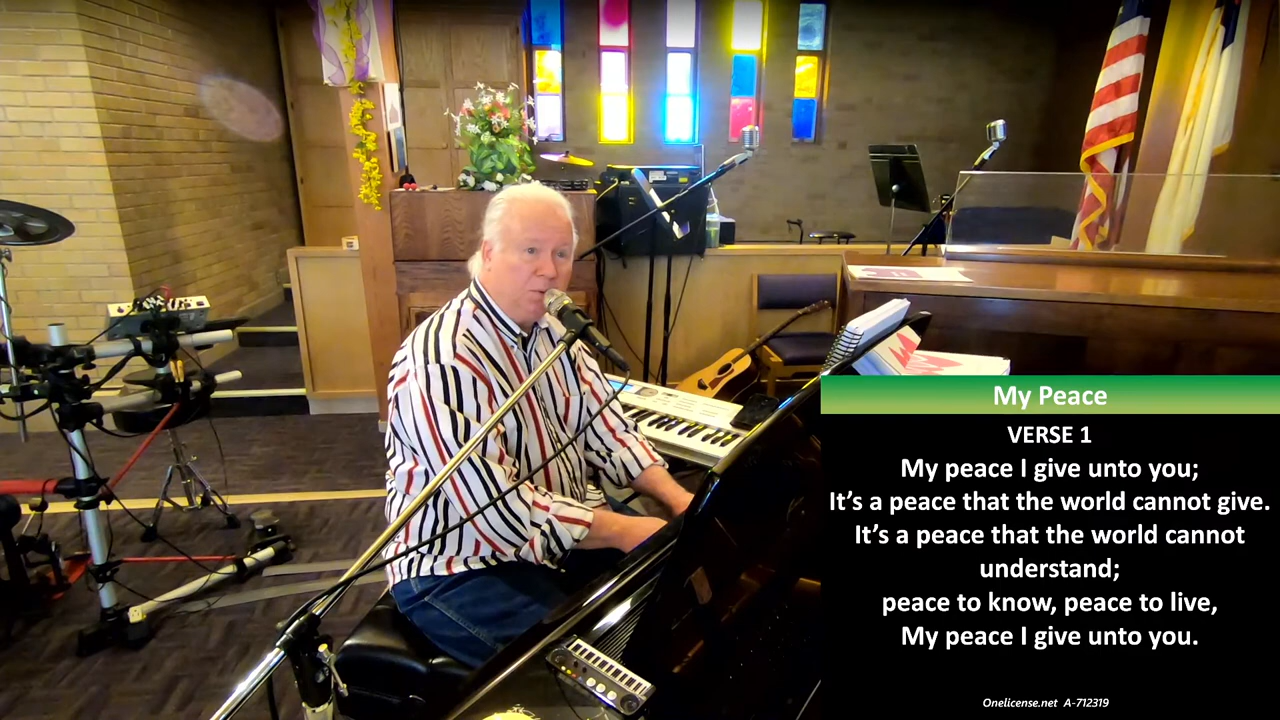 My Peace
VERSE 1
My peace I give unto you;
It’s a peace that the world cannot give.
It’s a peace that the world cannot
understand;
peace to know, peace to live,
My peace I give unto you.
Onelicense.net A-712319